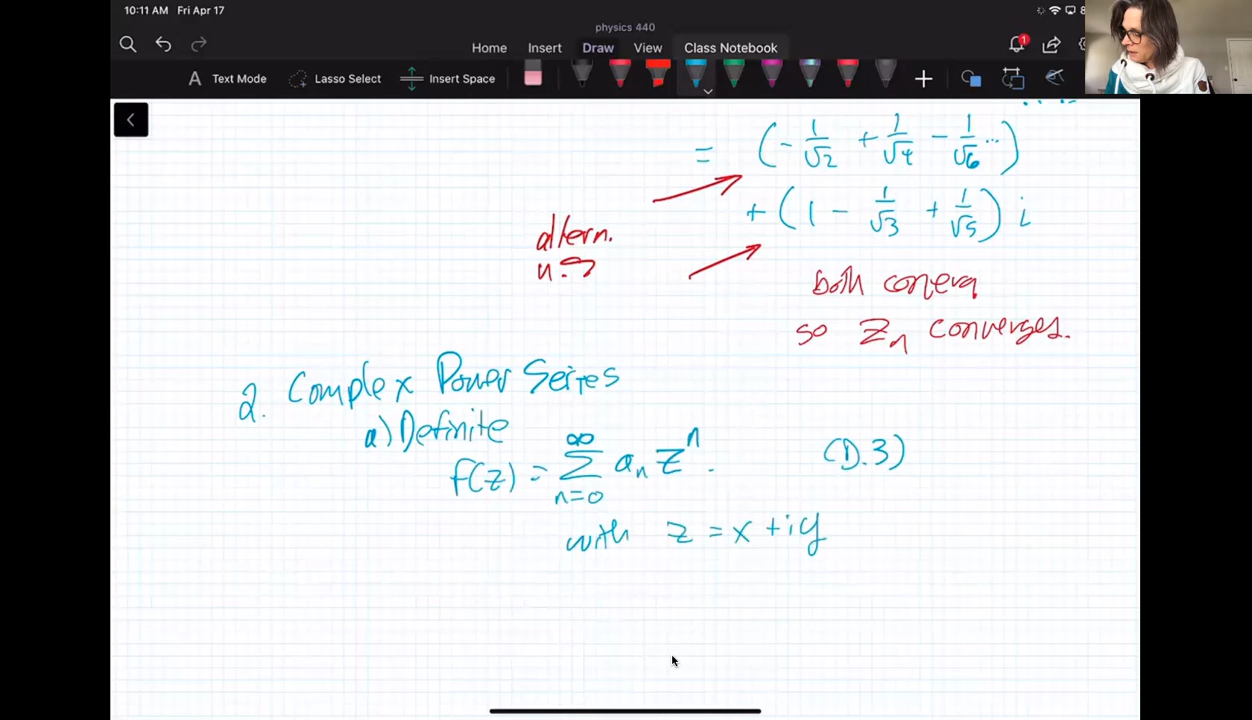 10:11 AM Fri Apr 17
physics 440
Home Insert Draw View Class Notebook
1
A Text Mode Lasso Select Insert Space
= (-1/√2 + 1/√4 - 1/√6 ...)
+ (1 - 1/√3 + 1/√5) i
altern.
both converg
so Zn converges.
2. Complex Power Series
a) Definite
f(z) = ∑_{n=0}^{∞} a_n z^n. (D.3)
with z = x + iy